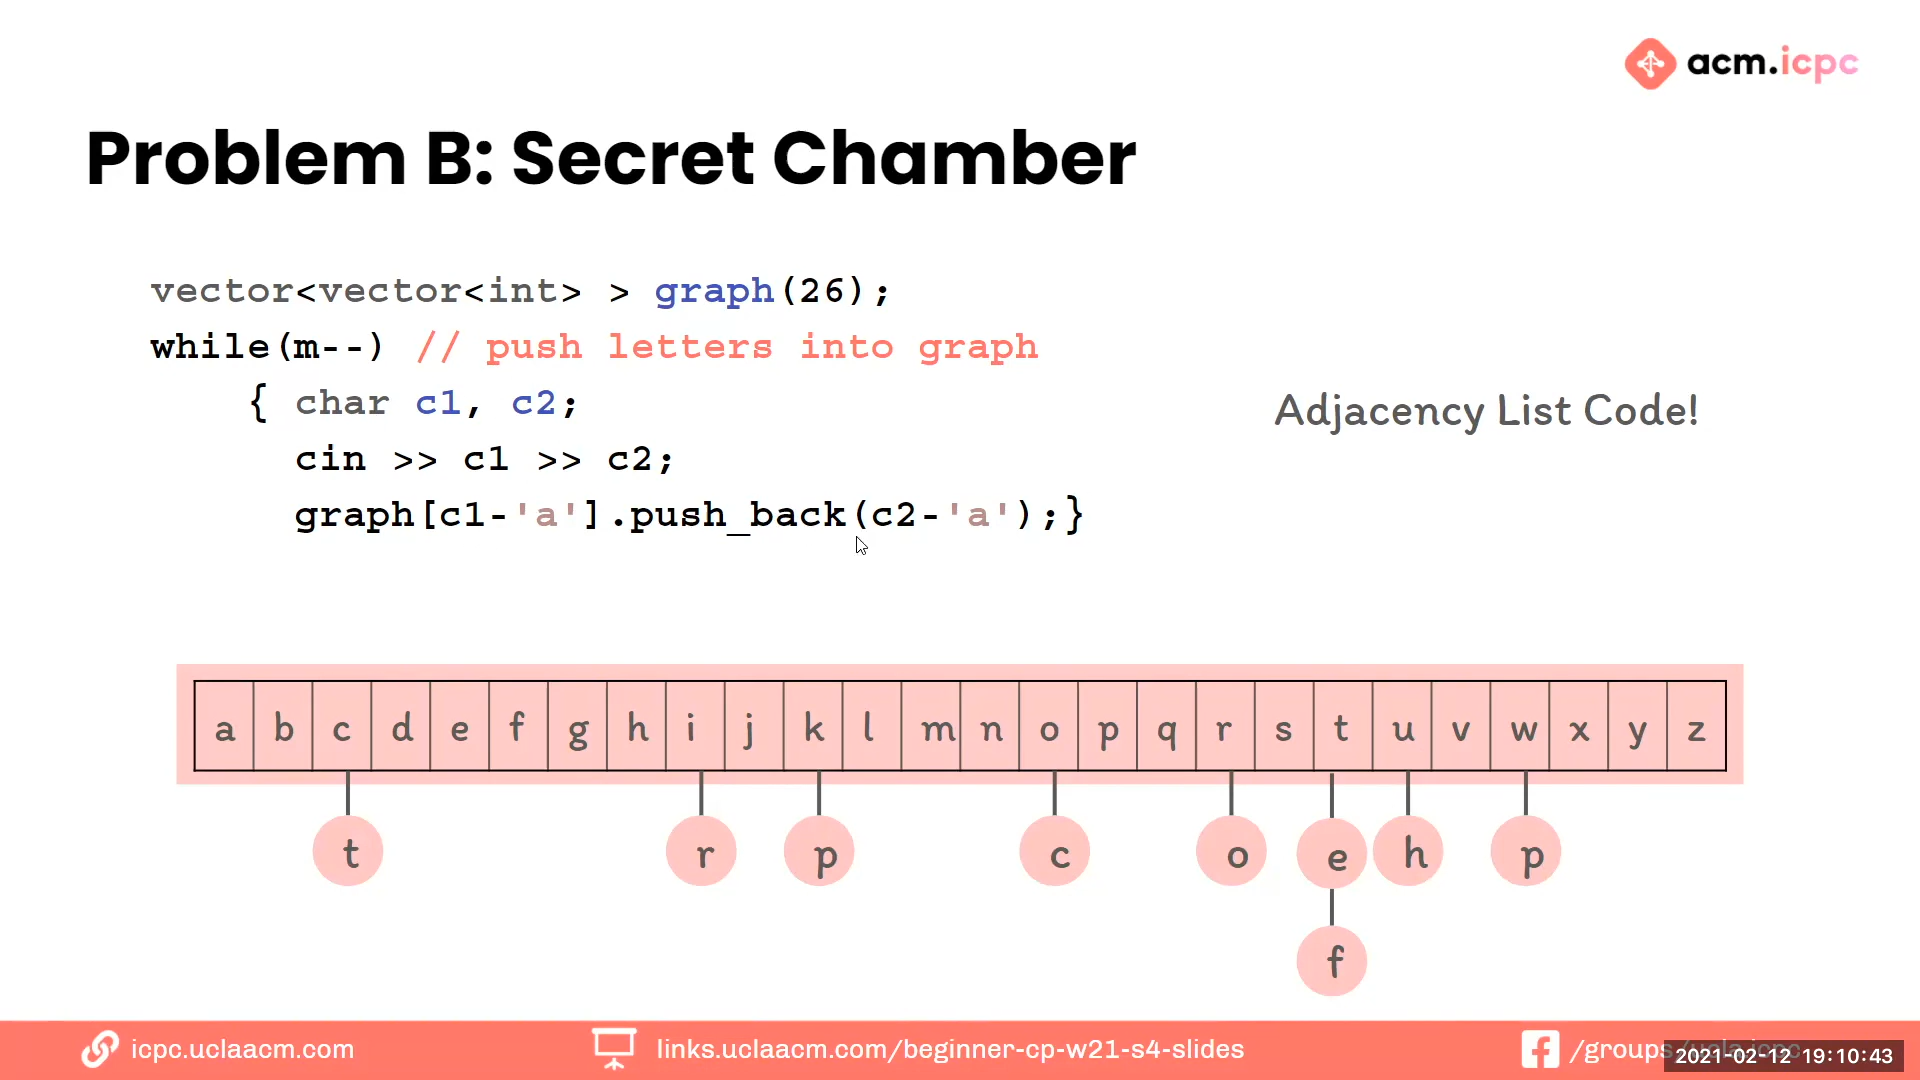 acm.icpc
Problem B: Secret Chamber
vector<vector<int> > graph(26);
while(m--) // push letters into graph
{ char c1, c2;
cin >> c1 >> c2;
graph[c1-'a'].push_back(c2-'a');}
Adjacency List Code!
a b c d e f g h i j k l m n o p q r s t u v w x y z
t r p c o e h p
f
icpc.uclaacm.com
links.uclaacm.com/beginner-cp-w21-s4-slides
/groups/ucla.icpc
2021-02-12 19:10:43